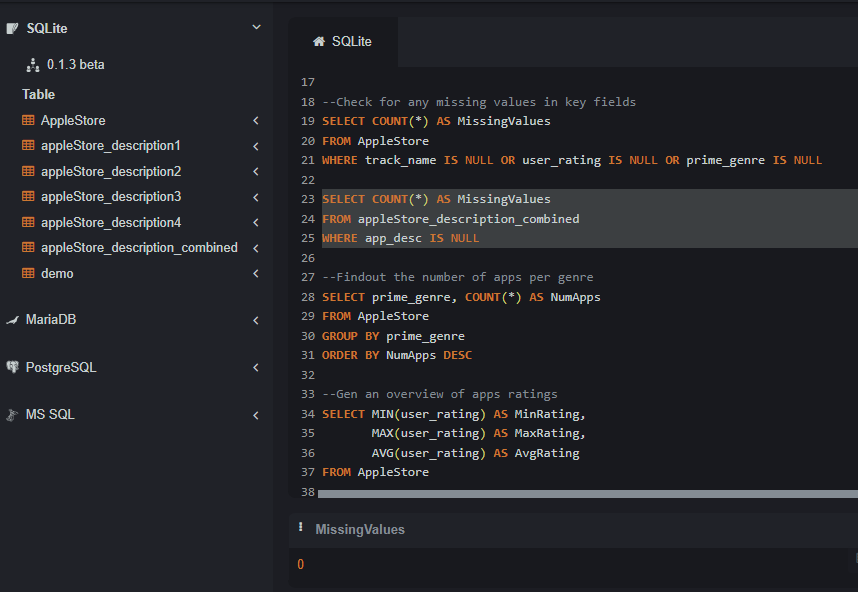 SQLite
0.1.3 beta
Table
AppleStore
appleStore_description1
appleStore_description2
appleStore_description3
appleStore_description4
appleStore_description_combined
demo
MariaDB
PostgreSQL
MS SQL
SQLite
17
18 --Check for any missing values in key fields
19 SELECT COUNT(*) AS MissingValues
20 FROM AppleStore
21 WHERE track_name IS NULL OR user_rating IS NULL OR prime_genre IS NULL
22
23 SELECT COUNT(*) AS MissingValues
24 FROM appleStore_description_combined
25 WHERE app_desc IS NULL
26
27 --Findout the number of apps per genre
28 SELECT prime_genre, COUNT(*) AS NumApps
29 FROM AppleStore
30 GROUP BY prime_genre
31 ORDER BY NumApps DESC
32
33 --Gen an overview of apps ratings
34 SELECT MIN(user_rating) AS MinRating,
35        MAX(user_rating) AS MaxRating,
36        AVG(user_rating) AS AvgRating
37 FROM AppleStore
38
MissingValues
0